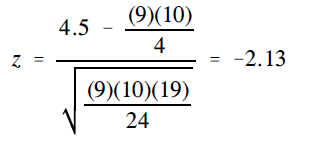 z = (4.5 - (9)(10)/4) / √((9)(10)(19)/24) = -2.13